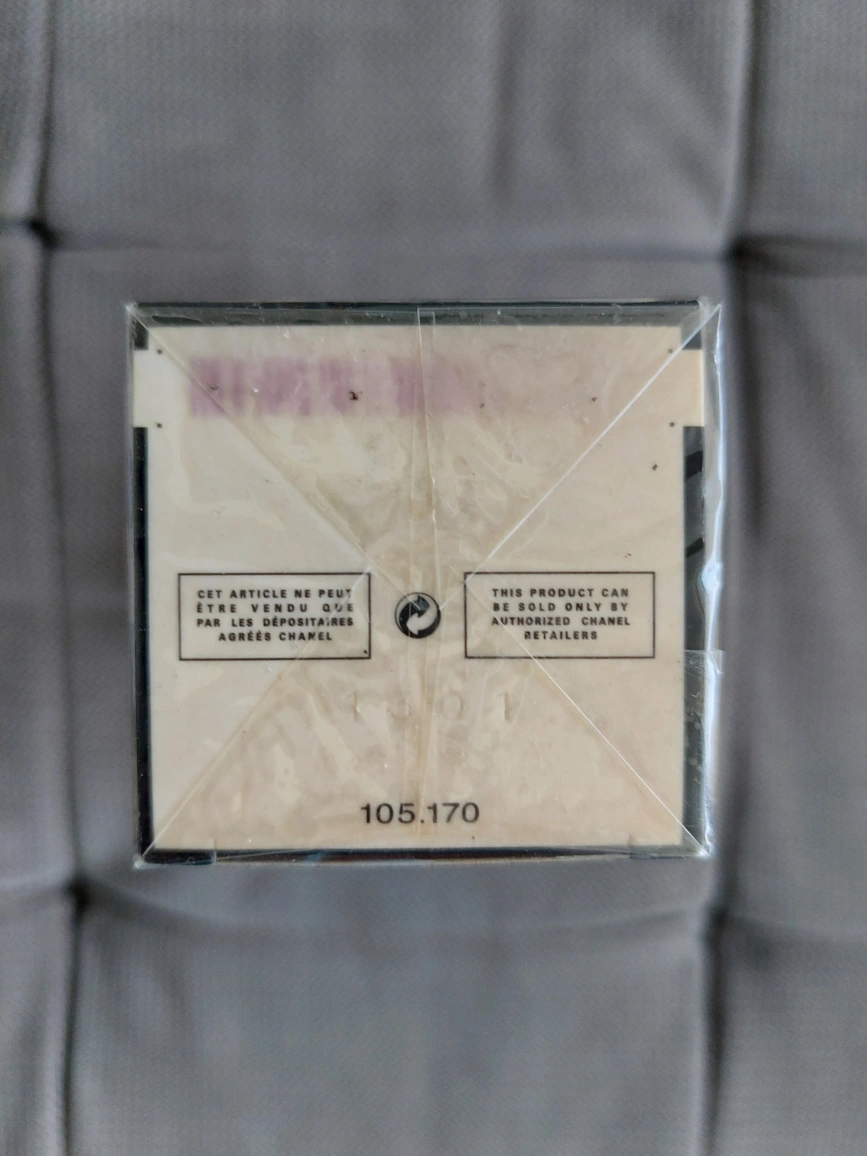 CET ARTICLE NE PEUT
ÊTRE VENDU QUE
PAR LES DÉPOSITAIRES
AGRÉÉS CHANEL
THIS PRODUCT CAN
BE SOLD ONLY BY
AUTHORIZED CHANEL
RETAILERS
105.170